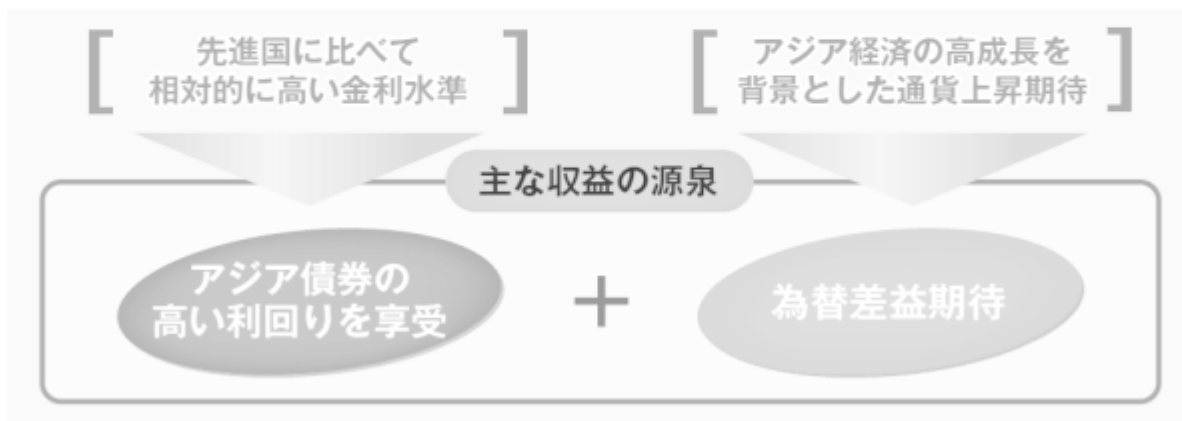 先進国に比べて
相対的に高い金利水準
アジア経済の高成長を
背景とした通貨上昇期待
主な収益の源泉
アジア債券の
高い利回りを享受
+
為替差益期待